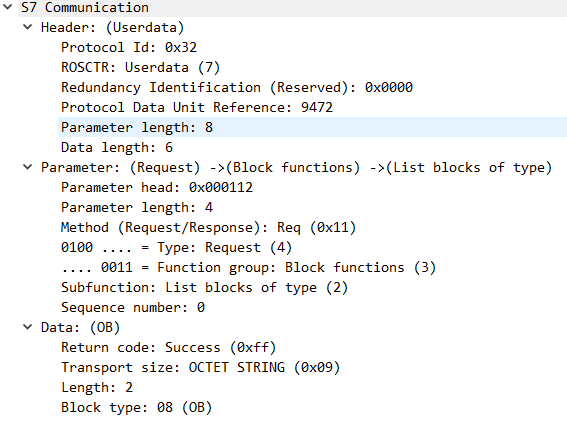 S7 Communication
Header: (Userdata)
Protocol Id: 0x32
ROSCTR: Userdata (7)
Redundancy Identification (Reserved): 0x0000
Protocol Data Unit Reference: 9472
Parameter length: 8
Data length: 6
Parameter: (Request) ->(Block functions) ->(List blocks of type)
Parameter head: 0x000112
Parameter length: 4
Method (Request/Response): Req (0x11)
0100 .... = Type: Request (4)
.... 0011 = Function group: Block functions (3)
Subfunction: List blocks of type (2)
Sequence number: 0
Data: (OB)
Return code: Success (0xff)
Transport size: OCTET STRING (0x09)
Length: 2
Block type: 08 (OB)